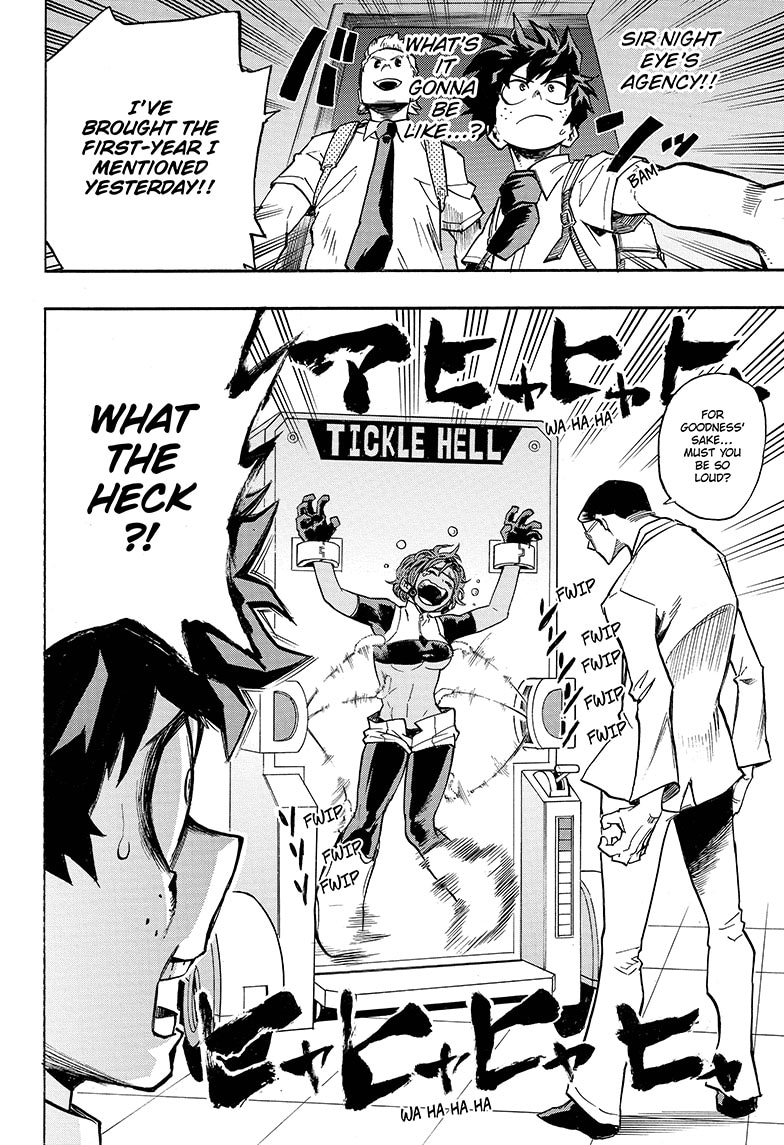 SIR NIGHT
EYE'S
AGENCY!!
WHAT'S
IT
GONNA
BE
LIKE...?
BAM
I'VE
BROUGHT THE
FIRST-YEAR I
MENTIONED
YESTERDAY!!
アヒャヒャヒャ
WA HA HA
FOR
GOODNESS'
SAKE...
MUST YOU
BE SO
LOUD?
TICKLE HELL
WHAT
THE
HECK
?!
FWIP
FWIP
FWIP
FWIP
FWIP
FWIP
FWIP
FWIP
ヒャヒャヒャヒャ
WA HA HA HA